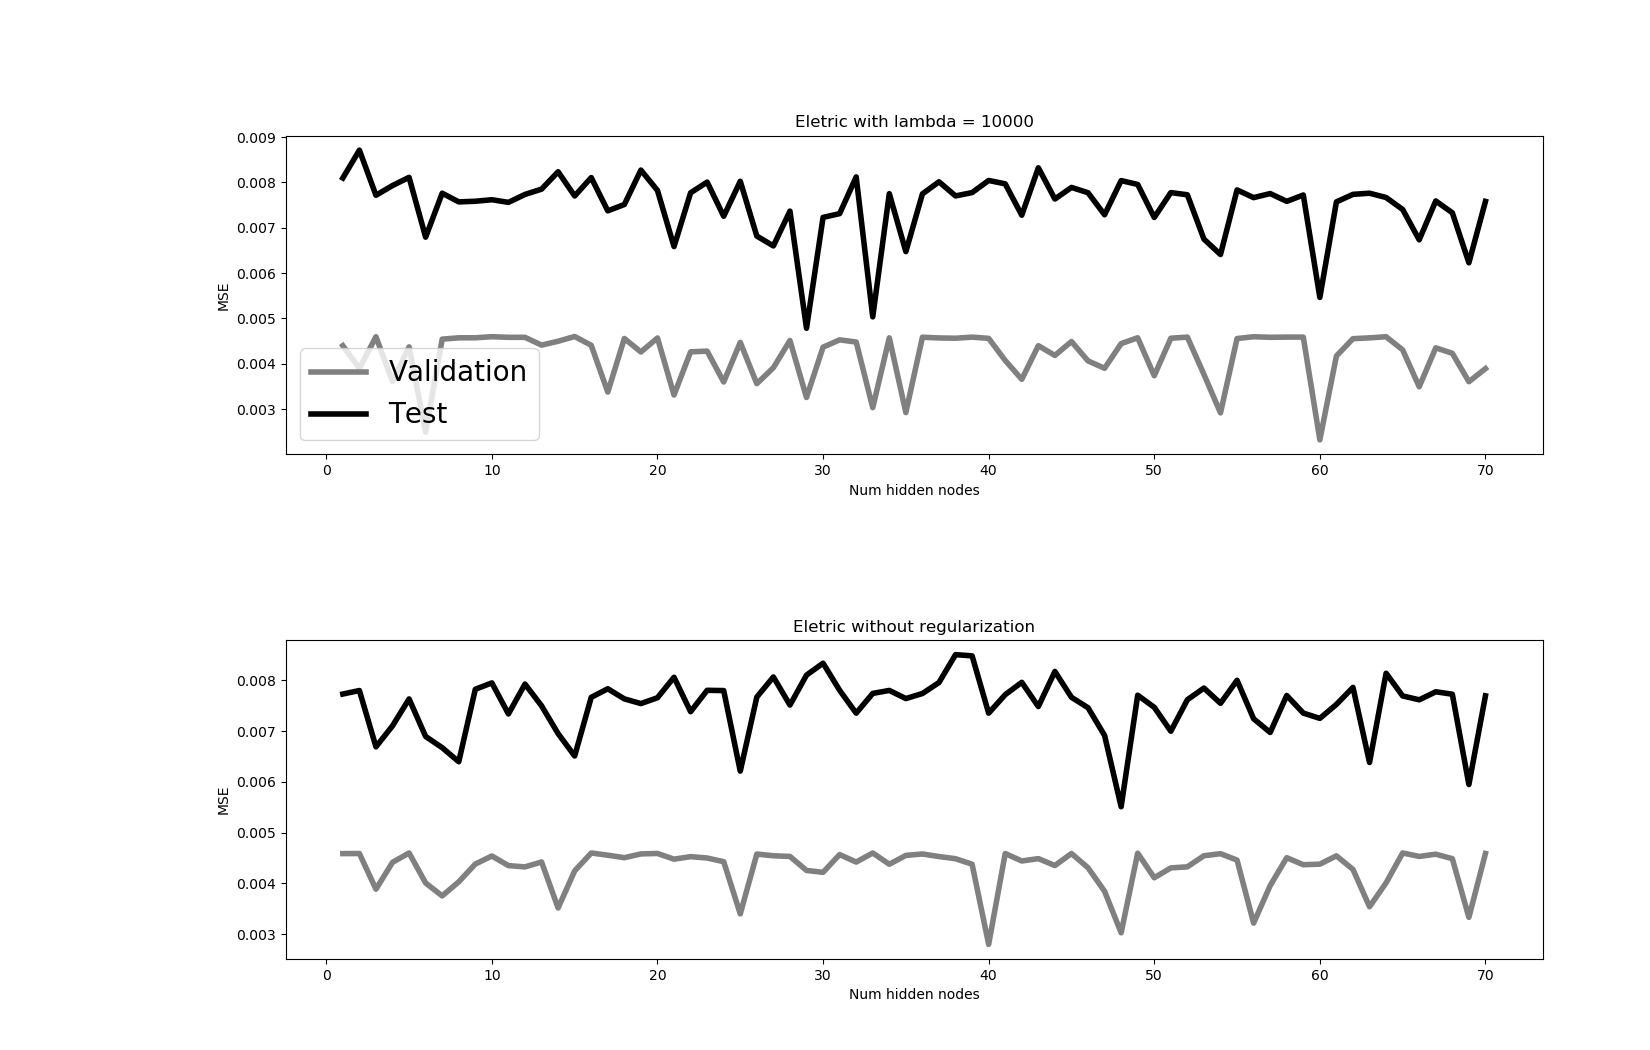 Eletric with lambda = 10000
0.009
0.008
0.007
0.006
0.005
0.004
0.003
MSE
Validation
Test
0 10 20 30 40 50 60 70
Num hidden nodes
Eletric without regularization
0.008
0.007
0.006
0.005
0.004
0.003
MSE
0 10 20 30 40 50 60 70
Num hidden nodes